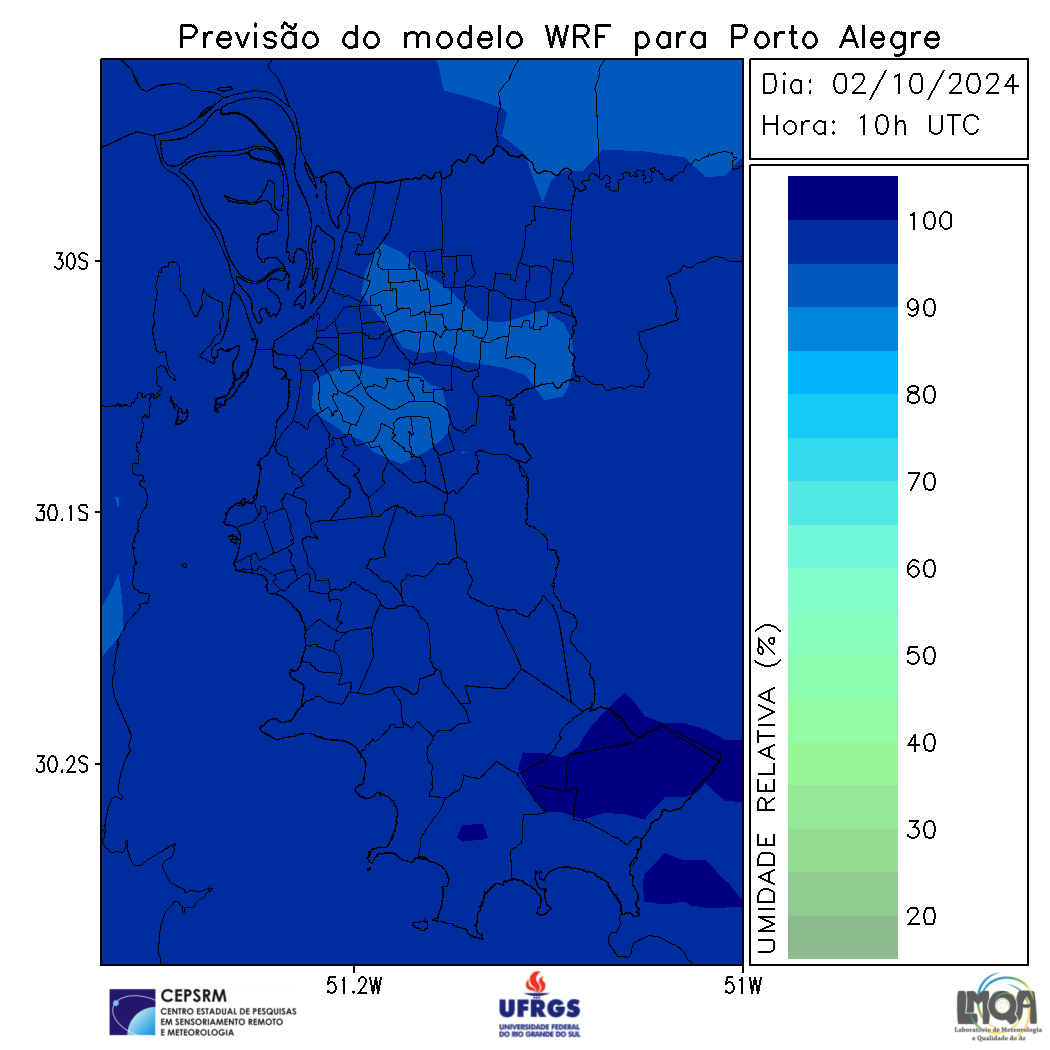 Previsão do modelo WRF para Porto Alegre
Dia: 02/10/2024
Hora: 10h UTC
100
90
80
70
60
50
40
30
20
UMIDADE RELATIVA (%)
30S
30.1S
30.2S
51.2W
51W
CEPSRM
CENTRO ESTADUAL DE PESQUISAS
EM SENSORIAMENTO REMOTO
E METEOROLOGIA
UFRGS
UNIVERSIDADE FEDERAL
DO RIO GRANDE DO SUL
LMQA
Laboratório de Meteorologia
e Qualidade do Ar